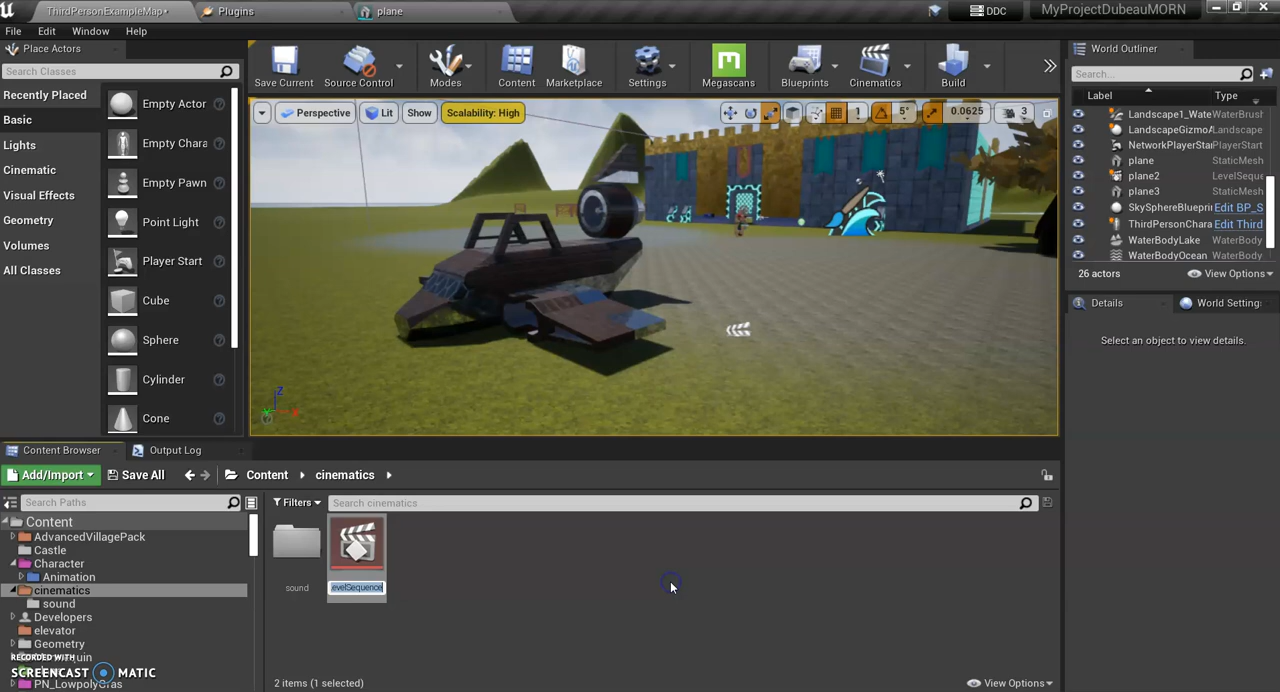 ThirdPersonExampleMap*
Plugins
plane
DDC
MyProjectDubeauMORN
File
Edit
Window
Help
Place Actors
Search Classes
Recently Placed
Basic
Lights
Cinematic
Visual Effects
Geometry
Volumes
All Classes
Empty Actor
Empty Chara
Empty Pawn
Point Light
Player Start
Cube
Sphere
Cylinder
Cone
Save Current
Source Control
Modes
Content
Marketplace
Settings
Megascans
Blueprints
Cinematics
Build
Perspective
Lit
Show
Scalability: High
1
5°
0.0625
3
Z
World Outliner
Search...
Label
Type
Landscape1_Wate WaterBrush
LandscapeGizmoA Landscape
NetworkPlayerStar PlayerStart
plane StaticMesh
plane2 LevelSeque
plane3 StaticMesh
SkySphereBlueprin Edit BP_S
ThirdPersonChara Edit Third
WaterBodyLake WaterBody
WaterBodyOcean WaterBody
26 actors
View Options
Details
World Setting
Select an object to view details.
Content Browser
Output Log
Add/Import
Save All
Content
cinematics
Search Paths
Filters
Search cinematics
Content
AdvancedVillagePack
Castle
Character
Animation
cinematics
sound
Developers
elevator
Geometry
PN_LowpolyGras
sound
evelSequence
2 items (1 selected)
View Options
RECORDED WITH
SCREENCAST MATIC